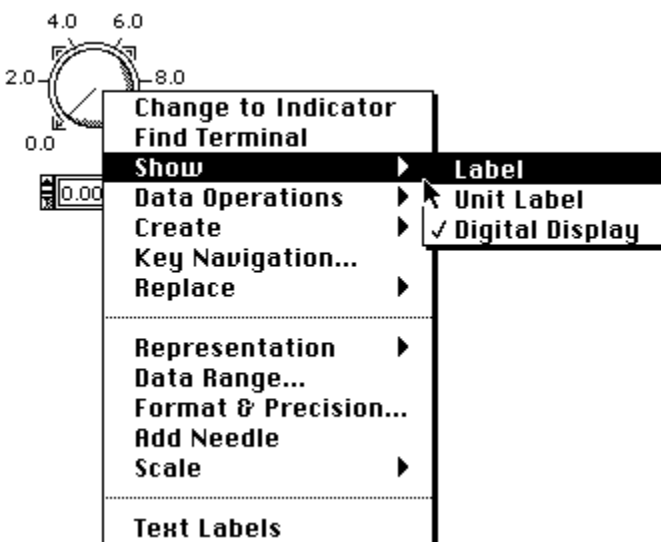 4.0 6.0
2.0 8.0
0.0
0.00
Change to Indicator
Find Terminal
Show
Label
Data Operations
Unit Label
Create
Digital Display
Key Navigation...
Replace
Representation
Data Range...
Format & Precision...
Add Needle
Scale
Text Labels